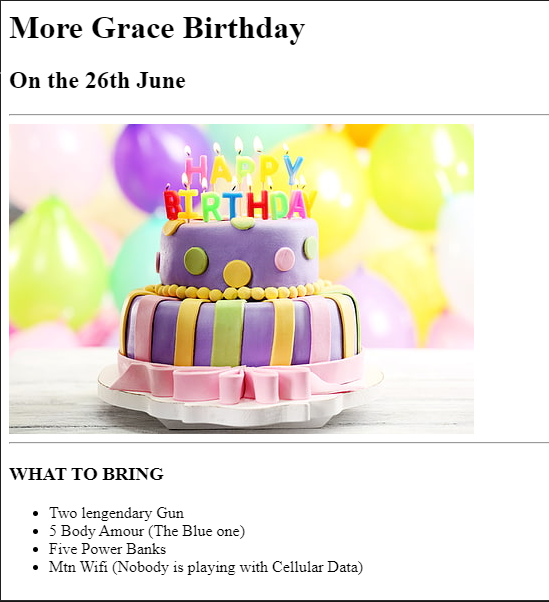 More Grace Birthday
On the 26th June
HAPPY
BIRTHDAY
WHAT TO BRING
Two lengendary Gun
5 Body Amour (The Blue one)
Five Power Banks
Mtn Wifi (Nobody is playing with Cellular Data)